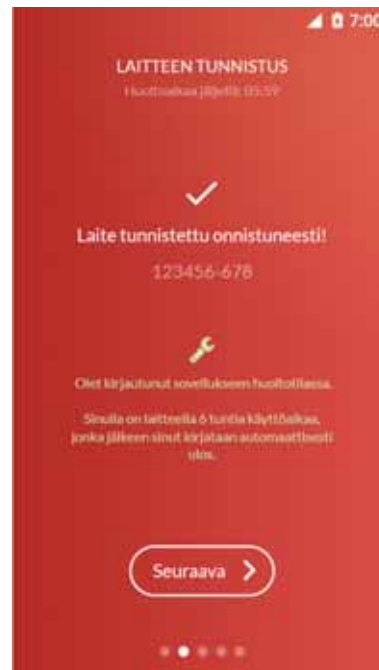 7:00
LAITTEEN TUNNISTUS
Huoltoaikaa jäljellä: 05:59
Laite tunnistettu onnistuneesti!
123456-678
Olet kirjautunut sovellukseen huoltotilassa.
Sinulla on laitteella 6 tuntia käyttöaikaa,
jonka jälkeen sinut kirjataan automaattisesti
ulos.
Seuraava